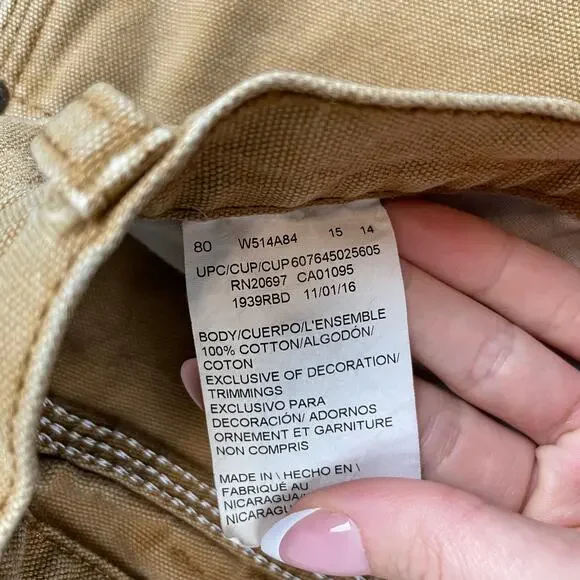 80 W514A84 15 14
UPC/CUP/CUP607645025605
RN20697 CA01095
1939RBD 11/01/16
BODY/CUERPO/L'ENSEMBLE
100% COTTON/ALGODÓN/
COTON
EXCLUSIVE OF DECORATION/
TRIMMINGS
EXCLUSIVO PARA
DECORACIÓN/ ADORNOS
ORNEMENT ET GARNITURE
NON COMPRIS
MADE IN \ HECHO EN \
FABRIQUÉ AU
NICARAGUA/
NICARAGUA